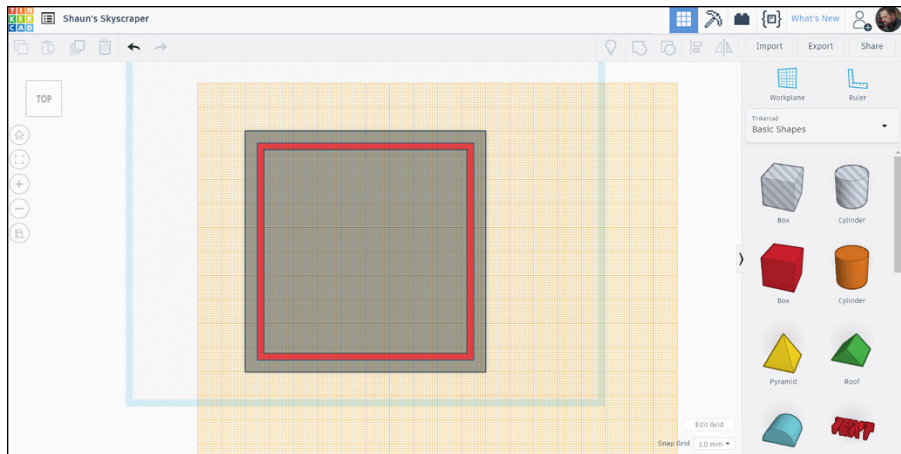 TIN
KER
CAD
Shaun's Skyscraper
What's New
Import
Export
Share
TOP
Workplane
Ruler
Tinkercad
Basic Shapes
Box
Cylinder
Box
Cylinder
Pyramid
Roof
TEXT
Edit Grid
Snap Grid
1.0 mm